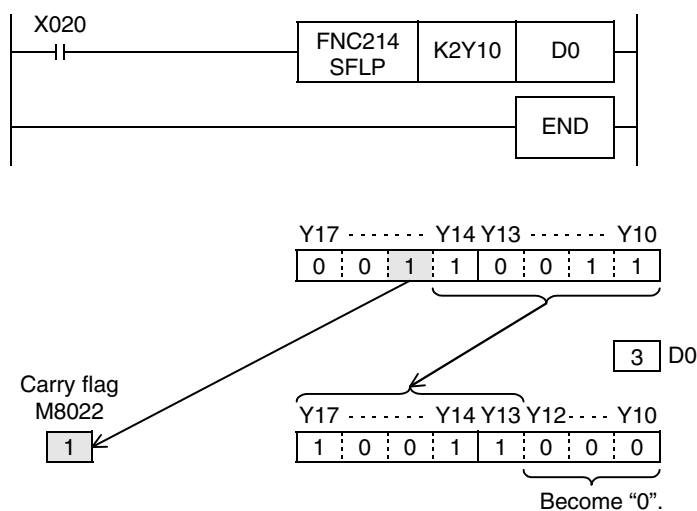 X020
FNC214
SFLP
K2Y10
D0
END
Y17 - - - - - - - Y14 Y13 - - - - - - - Y10
0 0 1 1 0 0 1 1
3 D0
Carry flag
M8022
1
Y17 - - - - - - - Y14 Y13 Y12 - - - - Y10
1 0 0 1 1 0 0 0
Become “0”.